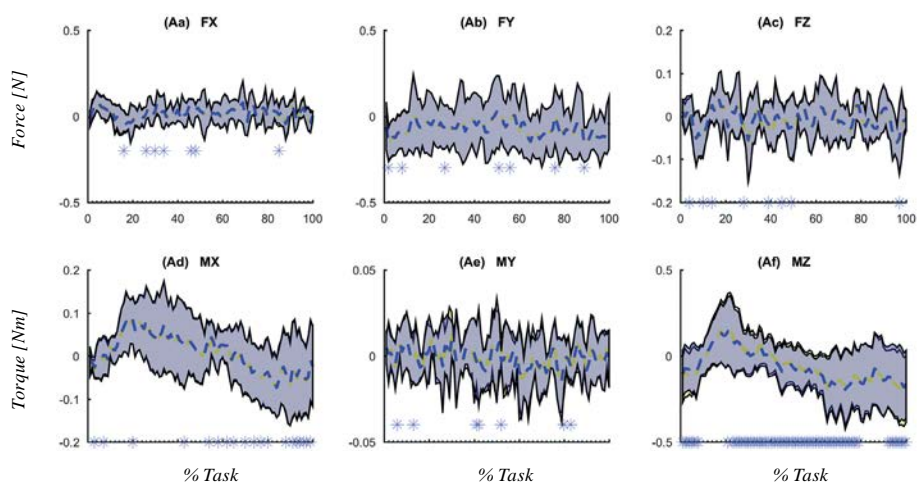 (Aa) FX
(Ab) FY
(Ac) FZ
Force [N]
0.5
0
-0.5
0 20 40 60 80 100
0.5
0
-0.5
0 20 40 60 80 100
0.2
0.1
0
-0.1
-0.2
0 20 40 60 80 100
(Ad) MX
(Ae) MY
(Af) MZ
Torque [Nm]
0.2
0.1
0
-0.1
-0.2
0.05
0
-0.05
0.5
0
-0.5
% Task
% Task
% Task